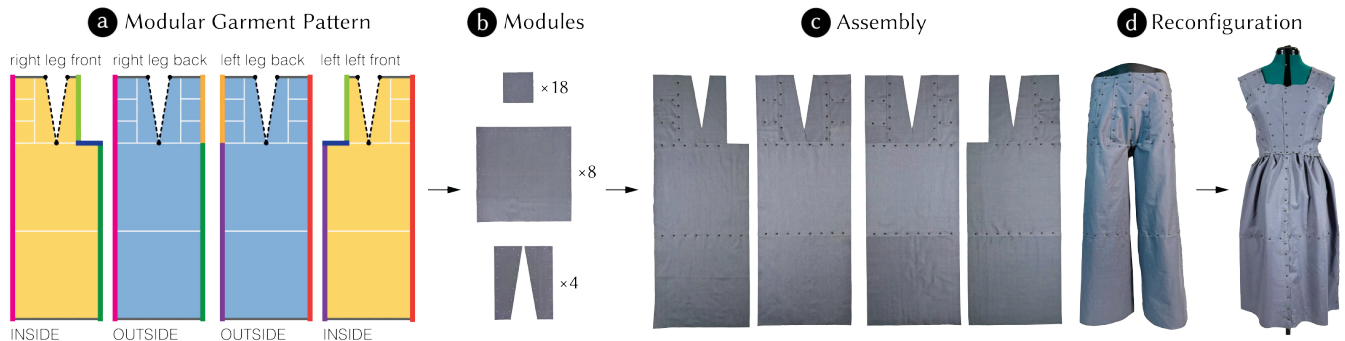 a Modular Garment Pattern
b Modules
c Assembly
d Reconfiguration
right leg front
right leg back
left leg back
left left front
×18
×8
×4
INSIDE
OUTSIDE
OUTSIDE
INSIDE